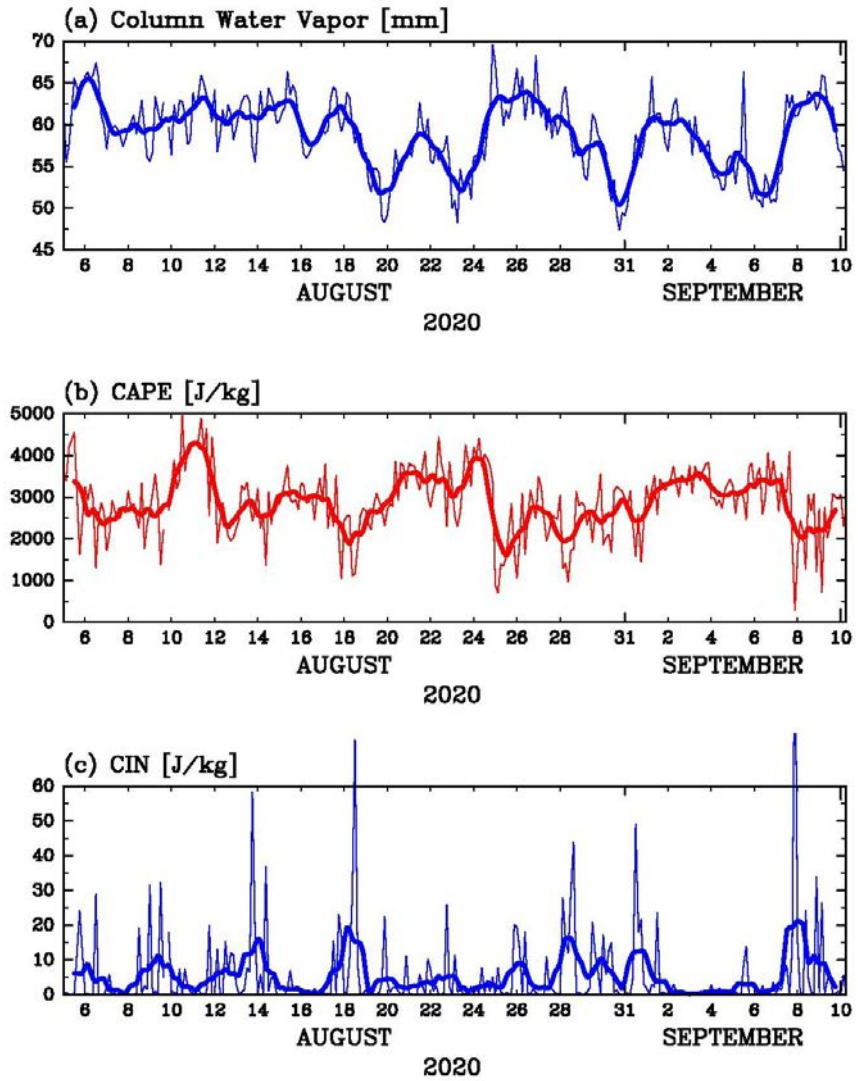 (a) Column Water Vapor [mm]
70
65
60
55
50
45
6 8 10 12 14 16 18 20 22 24 26 28 31 2 4 6 8 10
AUGUST SEPTEMBER
2020
(b) CAPE [J/kg]
5000
4000
3000
2000
1000
0
6 8 10 12 14 16 18 20 22 24 26 28 31 2 4 6 8 10
AUGUST SEPTEMBER
2020
(c) CIN [J/kg]
60
50
40
30
20
10
0
6 8 10 12 14 16 18 20 22 24 26 28 31 2 4 6 8 10
AUGUST SEPTEMBER
2020